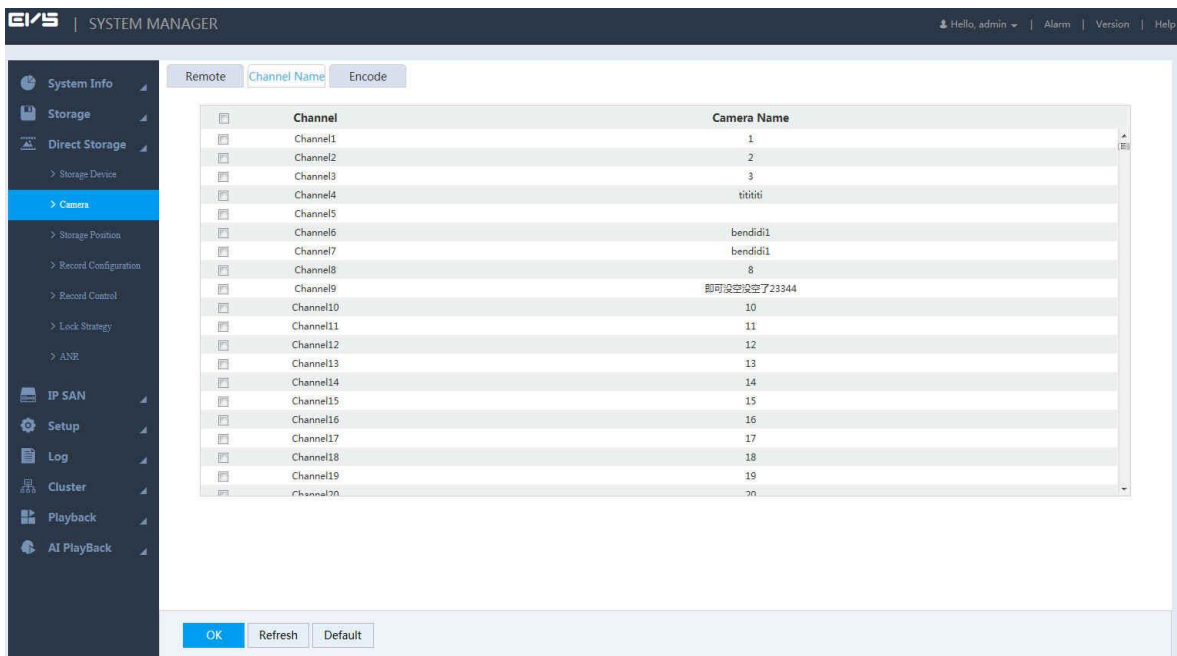 EVS | SYSTEM MANAGER
Hello, admin | Alarm | Version | Help
System Info
Storage
Direct Storage
> Storage Device
> Camera
> Storage Position
> Record Configuration
> Record Control
> Lock Strategy
> ANR
IP SAN
Setup
Log
Cluster
Playback
AI PlayBack
Remote Channel Name Encode
Channel Camera Name
Channel1 1
Channel2 2
Channel3 3
Channel4 titititi
Channel5
Channel6 bendidi1
Channel7 bendidi1
Channel8 8
Channel9 即可没空没空了23344
Channel10 10
Channel11 11
Channel12 12
Channel13 13
Channel14 14
Channel15 15
Channel16 16
Channel17 17
Channel18 18
Channel19 19
Channel20 20
OK Refresh Default